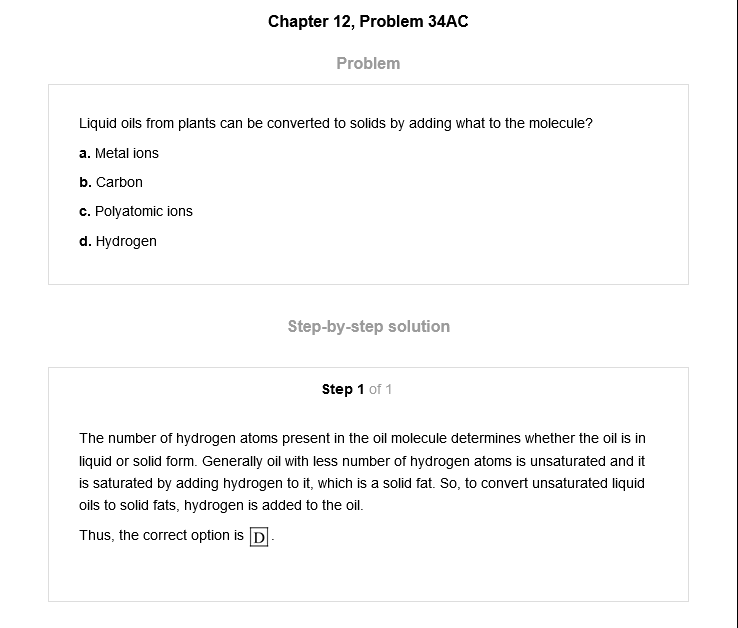 Chapter 12, Problem 34AC
Problem
Liquid oils from plants can be converted to solids by adding what to the molecule?
a. Metal ions
b. Carbon
c. Polyatomic ions
d. Hydrogen
Step-by-step solution
Step 1 of 1
The number of hydrogen atoms present in the oil molecule determines whether the oil is in
liquid or solid form. Generally oil with less number of hydrogen atoms is unsaturated and it
is saturated by adding hydrogen to it, which is a solid fat. So, to convert unsaturated liquid
oils to solid fats, hydrogen is added to the oil.
Thus, the correct option is D.